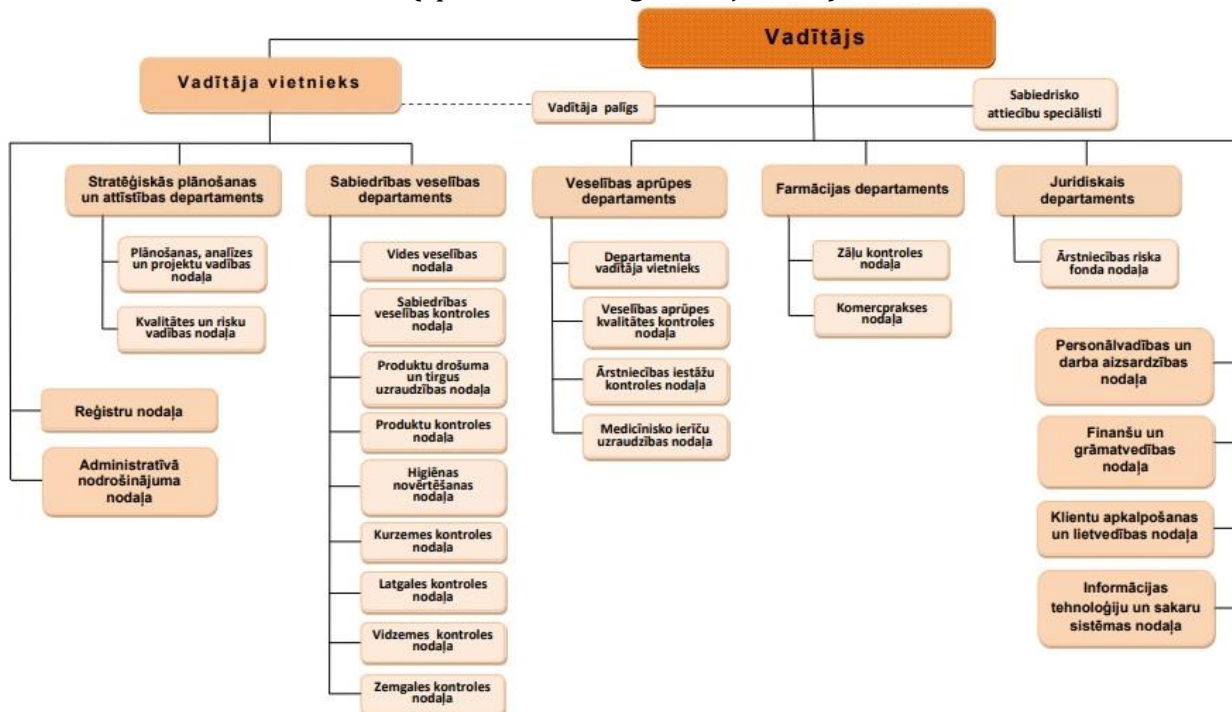 Vadītājs
Vadītāja vietnieks
Vadītāja palīgs
Sabiedrisko
attiecību speciālisti
Stratēģiskās plānošanas
un attīstības departaments
Sabiedrības veselības
departaments
Veselības aprūpes
departaments
Farmācijas departaments
Juridiskais
departaments
Plānošanas, analīzes
un projektu vadības
nodaļa
Kvalitātes un risku
vadības nodaļa
Reģistru nodaļa
Administratīvā
nodrošinājuma
nodaļa
Vides veselības
nodaļa
Sabiedrības
veselības kontroles
nodaļa
Produktu drošuma
un tirgus
uzraudzības nodaļa
Produktu kontroles
nodaļa
Higiēnas
novērtēšanas
nodaļa
Kurzemes kontroles
nodaļa
Latgales kontroles
nodaļa
Vidzemes kontroles
nodaļa
Zemgales kontroles
nodaļa
Departamenta
vadītāja vietnieks
Veselības aprūpes
kvalitātes kontroles
nodaļa
Ārstniecības iestāžu
kontroles nodaļa
Medicīnisko ierīču
uzraudzības nodaļa
Zāļu kontroles
nodaļa
Komercprakses
nodaļa
Ārstniecības riska
fonda nodaļa
Personālvadības un
darba aizsardzības
nodaļa
Finanšu un
grāmatvedības
nodaļa
Klientu apkalpošanas
un lietvedības nodaļa
Informācijas
tehnoloģiju un sakaru
sistēmas nodaļa